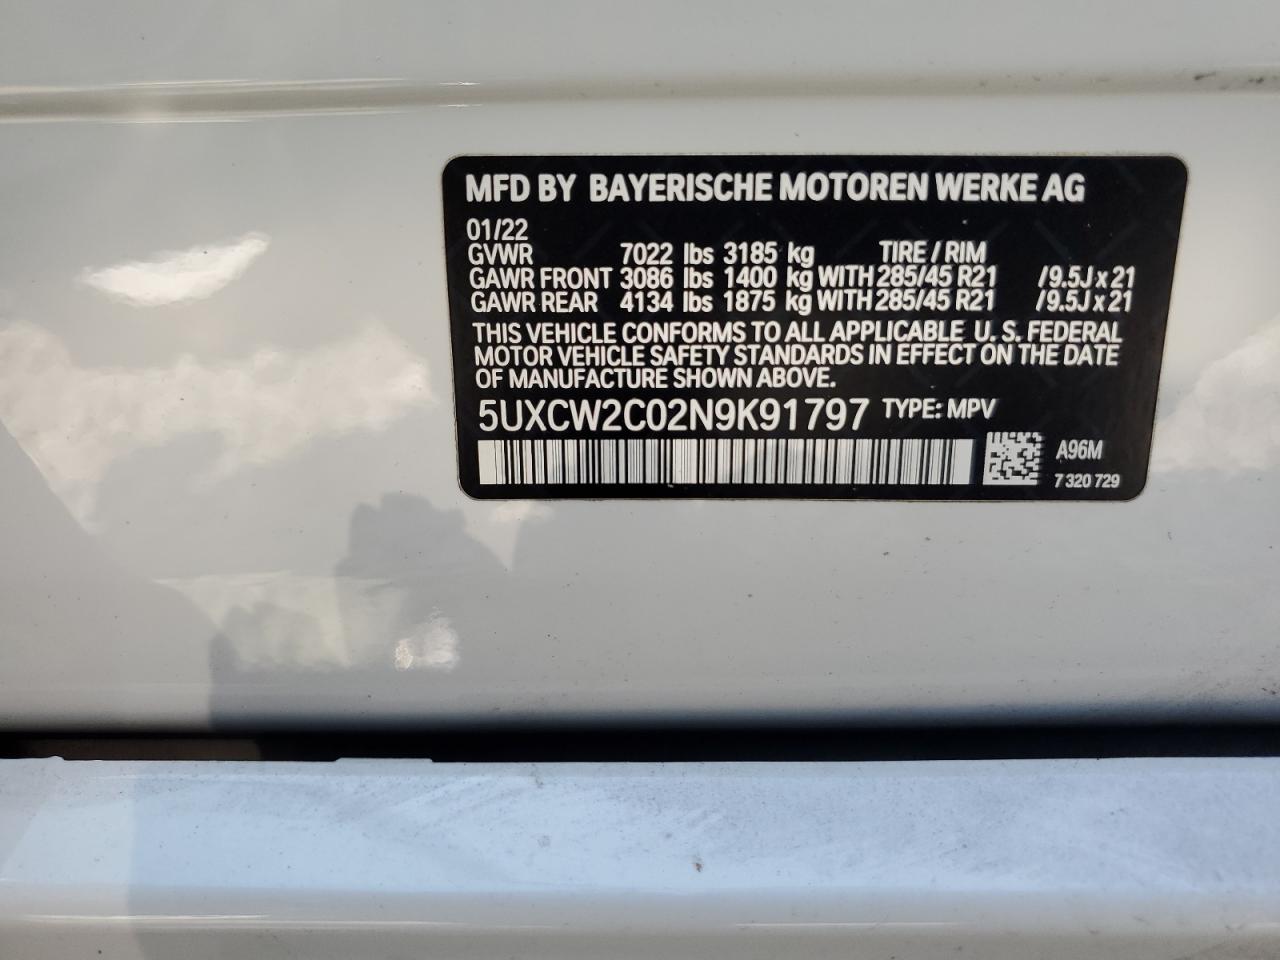 MFD BY BAYERISCHE MOTOREN WERKE AG
01/22
GVWR 7022 lbs 3185 kg TIRE / RIM
GAWR FRONT 3086 lbs 1400 kg WITH 285/45 R21 /9.5J x 21
GAWR REAR 4134 lbs 1875 kg WITH 285/45 R21 /9.5J x 21
THIS VEHICLE CONFORMS TO ALL APPLICABLE U. S. FEDERAL
MOTOR VEHICLE SAFETY STANDARDS IN EFFECT ON THE DATE
OF MANUFACTURE SHOWN ABOVE.
5UXCW2C02N9K91797 TYPE: MPV
A96M
7 320 729